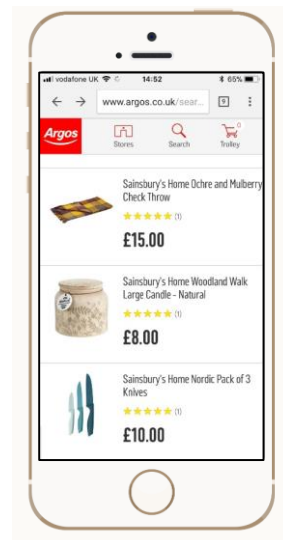 vodafone UK 14:52 65%
www.argos.co.uk/sear... 9
Argos
0
Stores Search Trolley
Sainsbury's Home Ochre and Mulberry
Check Throw
(1)
£15.00
Sainsbury's Home Woodland Walk
Large Candle - Natural
(1)
£8.00
Sainsbury's Home Nordic Pack of 3
Knives
(1)
£10.00